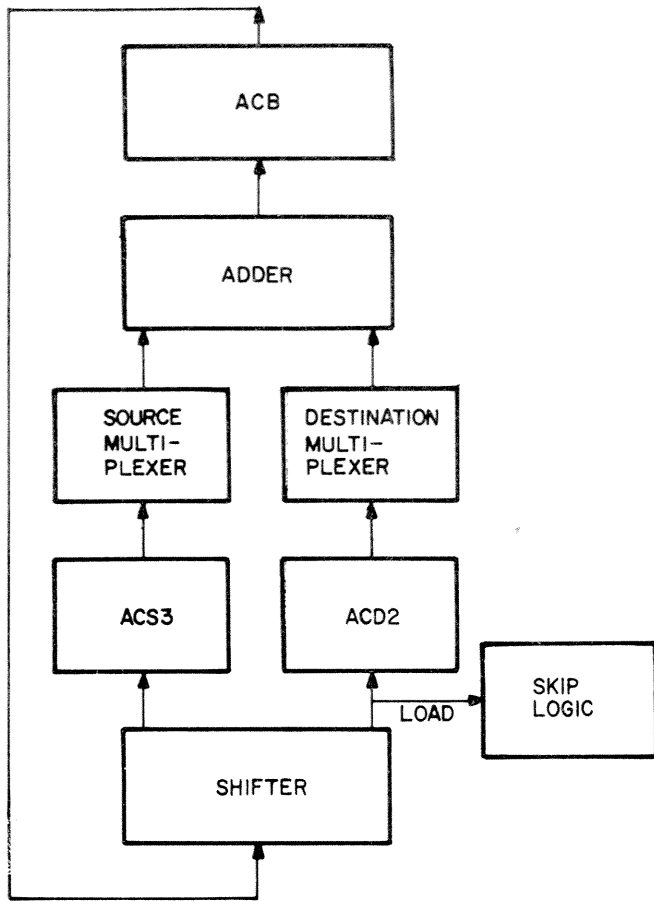 ACB
ADDER
SOURCE
MULTI-
PLEXER
DESTINATION
MULTI-
PLEXER
ACS3
ACD2
LOAD
SKIP
LOGIC
SHIFTER